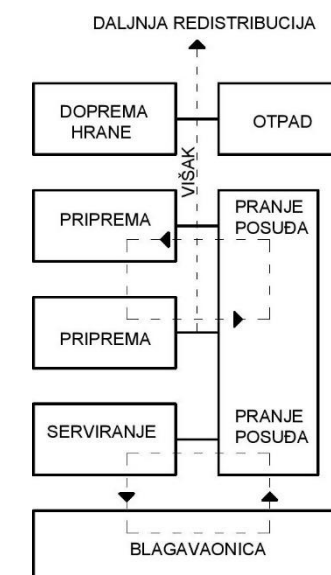 DALJNJA REDISTRIBUCIJA
DOPREMA
HRANE
OTPAD
VIŠAK
PRIPREMA
PRANJE
POSUĐA
PRIPREMA
SERVIRANJE
PRANJE
POSUĐA
BLAGAVAONICA